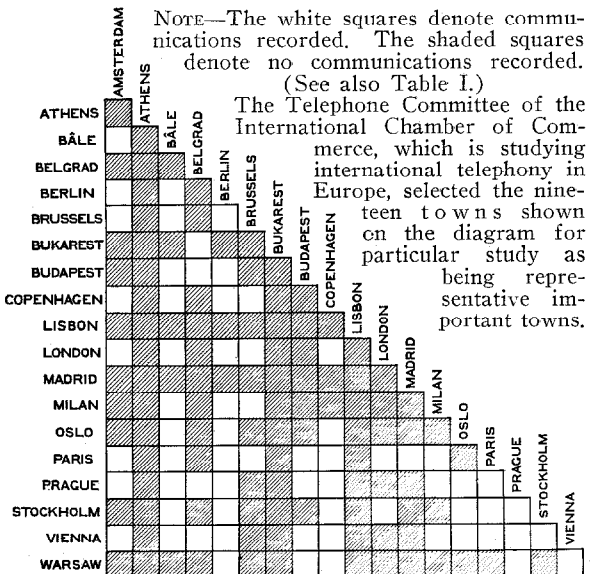 NOTE—The white squares denote commu-
nications recorded. The shaded squares
denote no communications recorded.
(See also Table I.)
The Telephone Committee of the
International Chamber of Com-
merce, which is studying
international telephony in
Europe, selected the nine-
teen towns shown
on the diagram for
particular study as
being repre-
sentative im-
portant towns.
AMSTERDAM
ATHENS
BÂLE
BELGRAD
BERLIN
BRUSSELS
BUKAREST
BUDAPEST
COPENHAGEN
LISBON
LONDON
MADRID
MILAN
OSLO
PARIS
PRAGUE
STOCKHOLM
VIENNA
ATHENS
BÂLE
BELGRAD
BERLIN
BRUSSELS
BUKAREST
BUDAPEST
COPENHAGEN
LISBON
LONDON
MADRID
MILAN
OSLO
PARIS
PRAGUE
STOCKHOLM
VIENNA
WARSAW